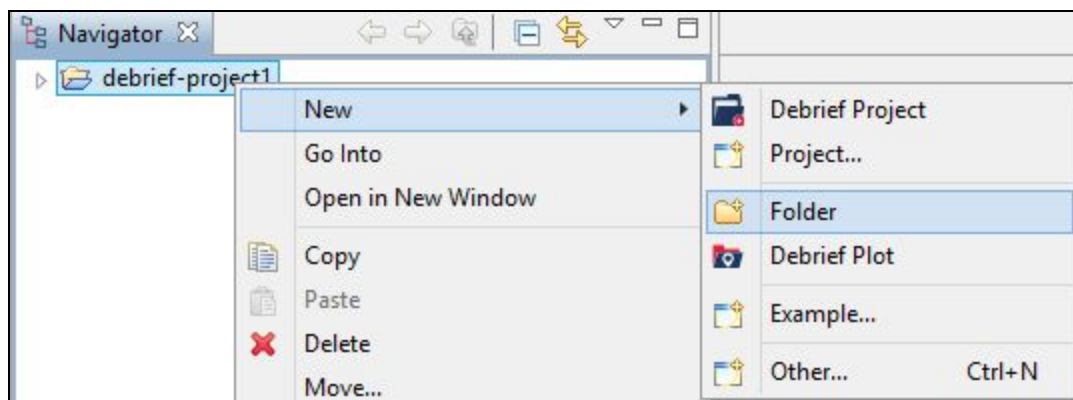 Navigator
debrief-project1
New
Go Into
Open in New Window
Copy
Paste
Delete
Move...
Debrief Project
Project...
Folder
Debrief Plot
Example...
Other... Ctrl+N